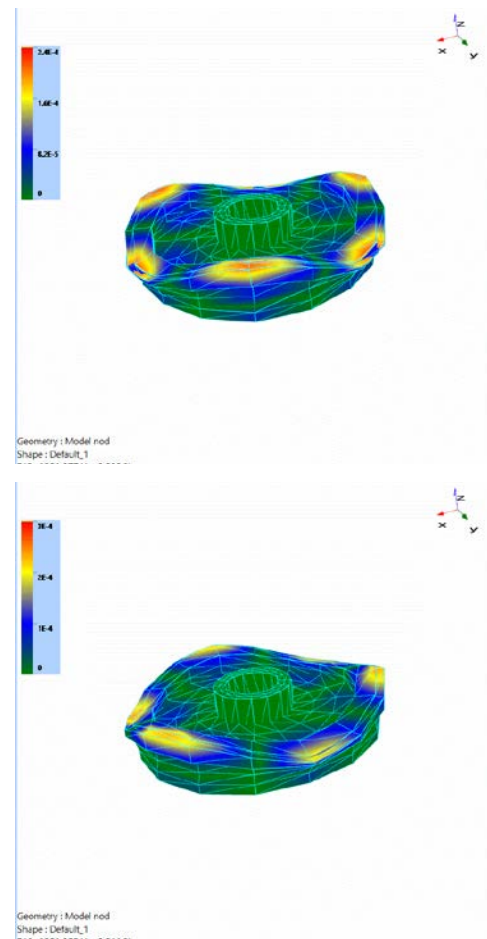 Z
X
Y
2.4E-4
1.6E-4
8.2E-5
0
Geometry : Model nod
Shape : Default_1
Z
X
Y
3E-4
2E-4
1E-4
0
Geometry : Model nod
Shape : Default_1